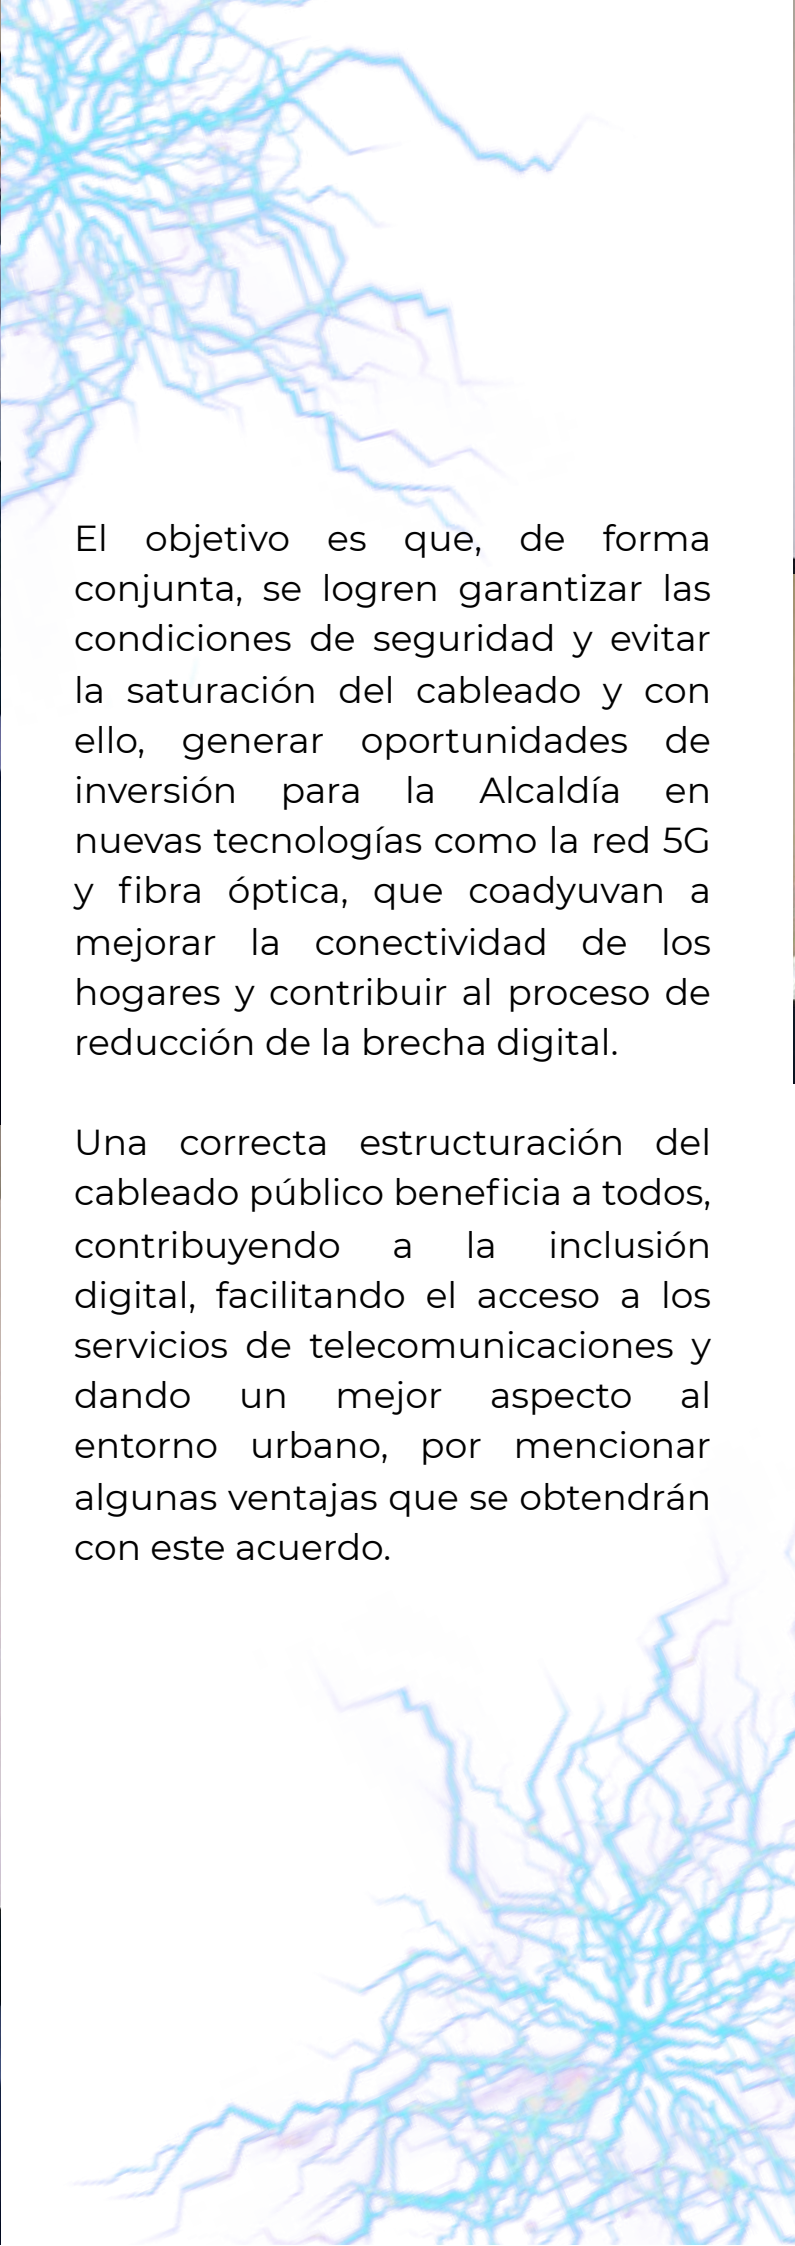 El objetivo es que, de forma
conjunta, se logren garantizar las
condiciones de seguridad y evitar
la saturación del cableado y con
ello, generar oportunidades de
inversión para la Alcaldía en
nuevas tecnologías como la red 5G
y fibra óptica, que coadyuvan a
mejorar la conectividad de los
hogares y contribuir al proceso de
reducción de la brecha digital.
Una correcta estructuración del
cableado público beneficia a todos,
contribuyendo a la inclusión
digital, facilitando el acceso a los
servicios de telecomunicaciones y
dando un mejor aspecto al
entorno urbano, por mencionar
algunas ventajas que se obtendrán
con este acuerdo.